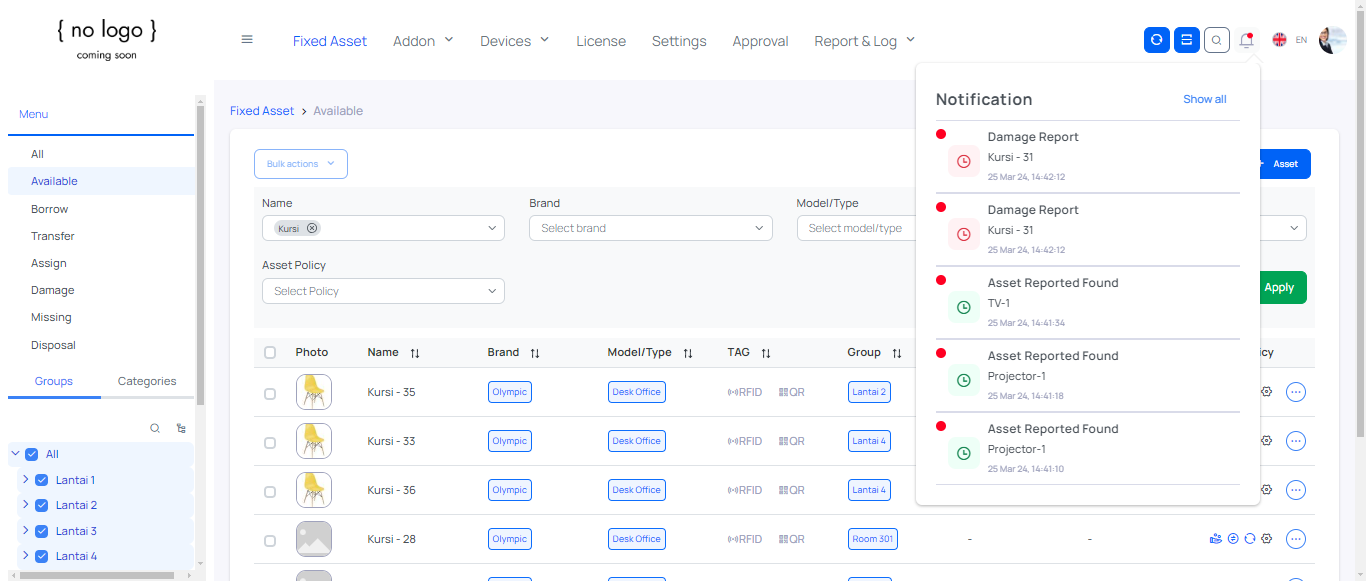 { no logo }
coming soon
Fixed Asset
Addon
Devices
License
Settings
Approval
Report & Log
EN
Menu
All
Available
Borrow
Transfer
Assign
Damage
Missing
Disposal
Groups
Categories
All
Lantai 1
Lantai 2
Lantai 3
Lantai 4
Fixed Asset > Available
Bulk actions
Asset
Name
Brand
Model/Type
Kursi
Select brand
Select model/type
Asset Policy
Select Policy
Apply
Photo
Name
Brand
Model/Type
TAG
Group
Kursi - 35
Olympic
Desk Office
RFID
QR
Lantai 2
Kursi - 33
Olympic
Desk Office
RFID
QR
Lantai 4
Kursi - 36
Olympic
Desk Office
RFID
QR
Lantai 4
Kursi - 28
Olympic
Desk Office
RFID
QR
Room 301
-
-
Notification
Show all
Damage Report
Kursi - 31
25 Mar 24, 14:42:12
Damage Report
Kursi - 31
25 Mar 24, 14:42:12
Asset Reported Found
TV-1
25 Mar 24, 14:41:34
Asset Reported Found
Projector-1
25 Mar 24, 14:41:18
Asset Reported Found
Projector-1
25 Mar 24, 14:41:10